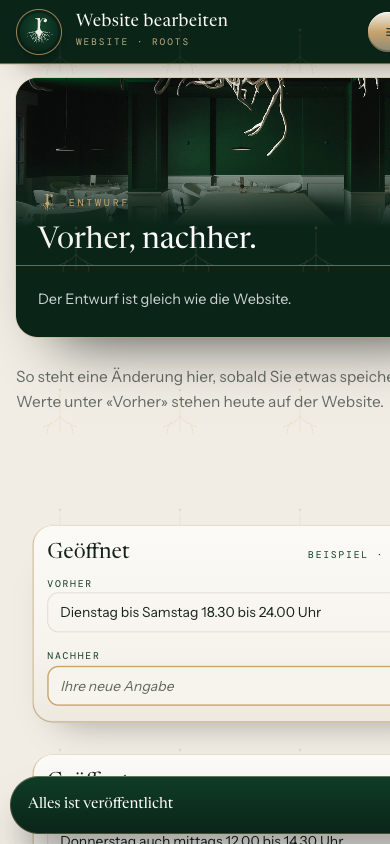 r
Website bearbeiten
WEBSITE · ROOTS
r ENTWURF
Vorher, nachher.
Der Entwurf ist gleich wie die Website.
So steht eine Änderung hier, sobald Sie etwas speiche
Werte unter «Vorher» stehen heute auf der Website.
Geöffnet
BEISPIEL ·
VORHER
Dienstag bis Samstag 18.30 bis 24.00 Uhr
NACHHER
Ihre neue Angabe
Alles ist veröffentlicht
Donnerstag auch mittags 12.00 bis 14.30 Uhr